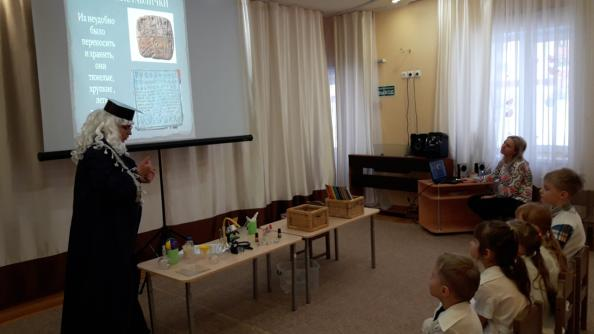 Их неудобно
было
переносить
и хранить,
они
тяжелые,
хрупкие ,